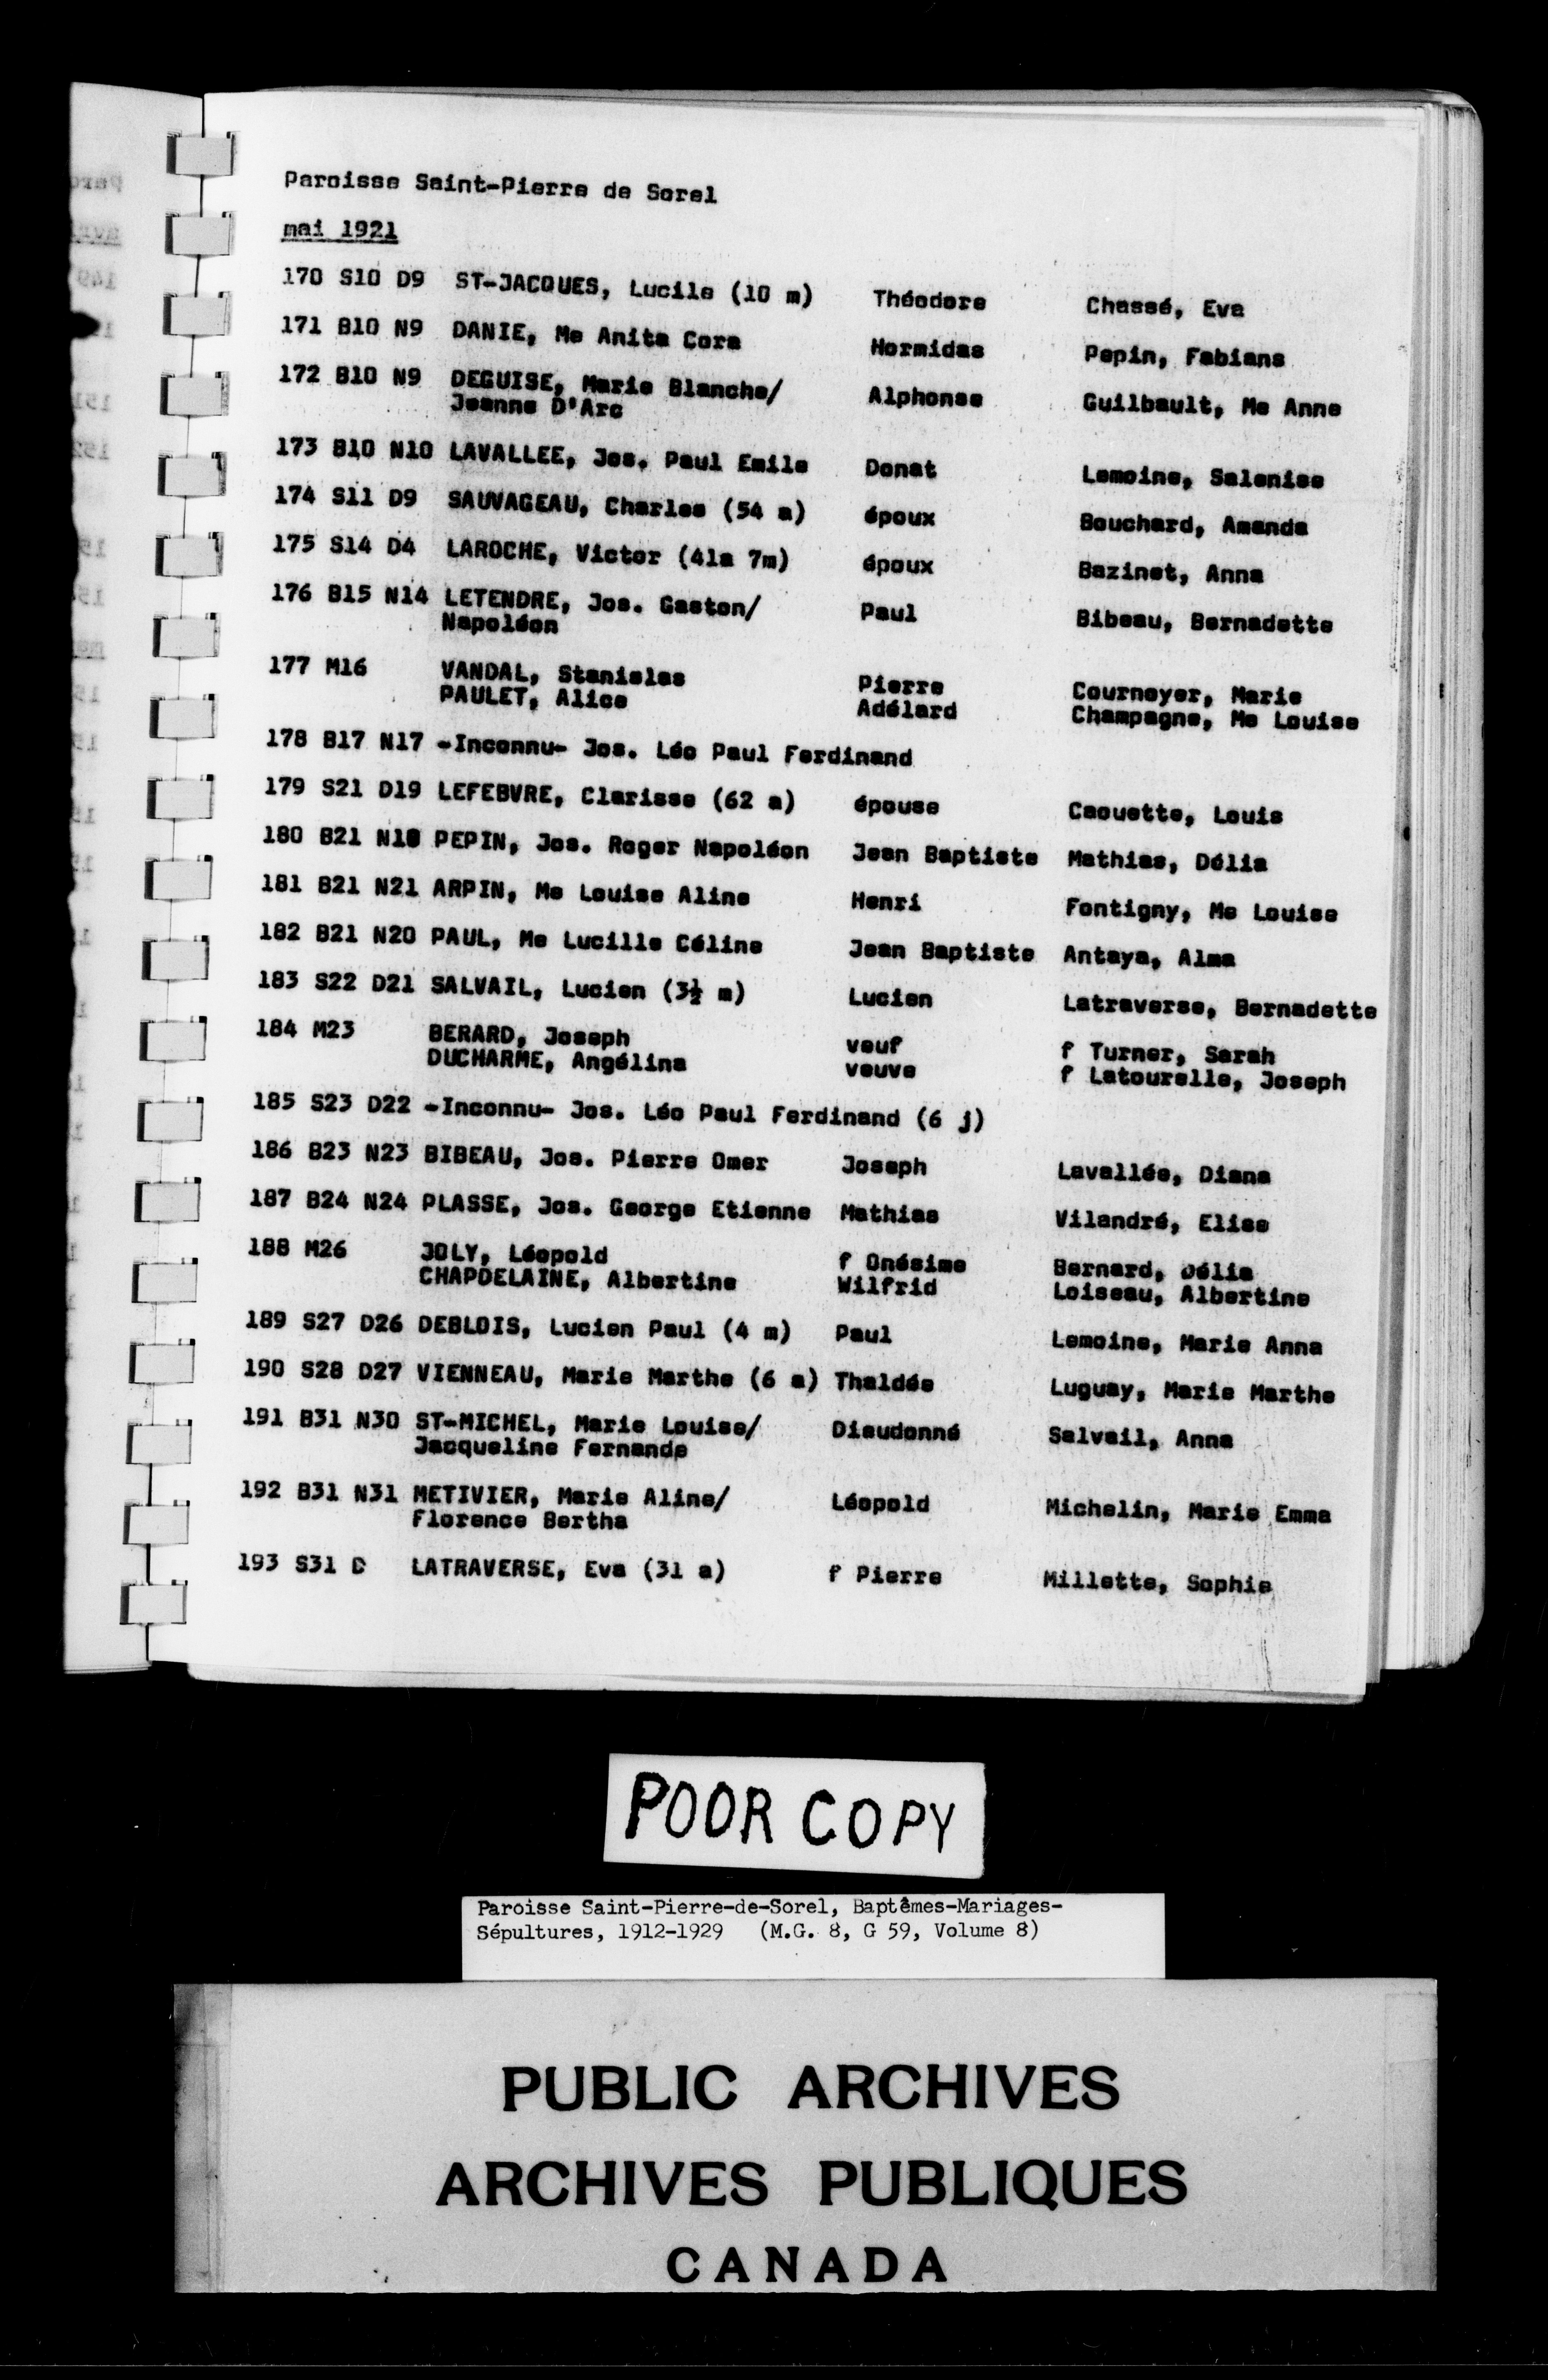 Paroisse Saint-Pierre de Sorel
mai 1921
170 S10 D9 ST-JACQUES, Lucile (10 m) Théodore Chassé, Eva
171 B10 N9 DANIE, Me Anita Cora Hormidas Pepin, Fabiana
172 B10 N9 DEGUISE, Marie Blanche/ Alphonse Guilbault, Me Anne
Jeanne D'Arc
173 B10 N10 LAVALLEE, Jos. Paul Emile Donat Lemoine, Salenise
174 S11 D9 SAUVAGEAU, Charles (54 a) époux Bouchard, Amanda
175 S14 D4 LAROCHE, Victor (41a 7m) époux Bazinet, Anna
176 B15 N14 LETENDRE, Jos. Gaston/ Paul Bibeau, Bernadette
Napoléon
177 M16 VANDAL, Stanislas Pierre Cournoyer, Marie
PAULET, Alice Adélard Champagne, Me Louise
178 B17 N17 -Inconnu- Jos. Léo Paul Ferdinand
179 S21 D19 LEFEBVRE, Clarisse (62 a) épouse Caouette, Louis
180 B21 N18 PEPIN, Jos. Roger Napoléon Jean Baptiste Mathias, Délia
181 B21 N21 ARPIN, Me Louise Aline Henri Fontigny, Me Louise
182 B21 N20 PAUL, Me Lucille Céline Jean Baptiste Antaya, Alma
183 S22 D21 SALVAIL, Lucien (3½ m) Lucien Latraverse, Bernadette
184 M23 BERARD, Joseph veuf f Turner, Sarah
DUCHARME, Angélina veuve f Latourelle, Joseph
185 S23 D22 -Inconnu- Jos. Léo Paul Ferdinand (6 j)
186 B23 N23 BIBEAU, Jos. Pierre Omer Joseph Lavallée, Diana
187 B24 N24 PLASSE, Jos. George Etienne Mathias Vilandré, Elise
188 M26 JOLY, Léopold f Onésime Bernard, Délia
CHAPDELAINE, Albertine Wilfrid Loiseau, Albertine
189 S27 D26 DEBLOIS, Lucien Paul (4 m) Paul Lemoine, Marie Anna
190 S28 D27 VIENNEAU, Marie Marthe (6 a) Thaldée Luguay, Marie Marthe
191 B31 N30 ST-MICHEL, Marie Louise/ Dieudonné Salvail, Anna
Jacqueline Fernande
192 B31 N31 METIVIER, Marie Aline/ Léopold Michelin, Marie Emma
Florence Bertha
193 S31 D LATRAVERSE, Eva (31 a) f Pierre Millette, Sophie
POOR COPY
Paroisse Saint-Pierre-de-Sorel, Baptêmes-Mariages-
Sépultures, 1912-1929 (M.G. 8, G 59, Volume 8)
PUBLIC ARCHIVES
ARCHIVES PUBLIQUES
CANADA